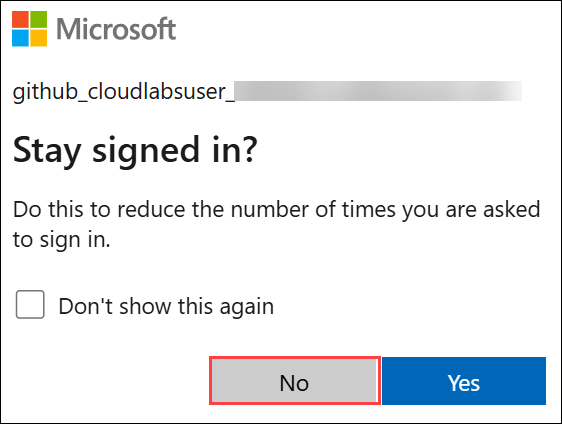 Microsoft
github_cloudlabsuser_
Stay signed in?
Do this to reduce the number of times you are asked
to sign in.
Don't show this again
No
Yes